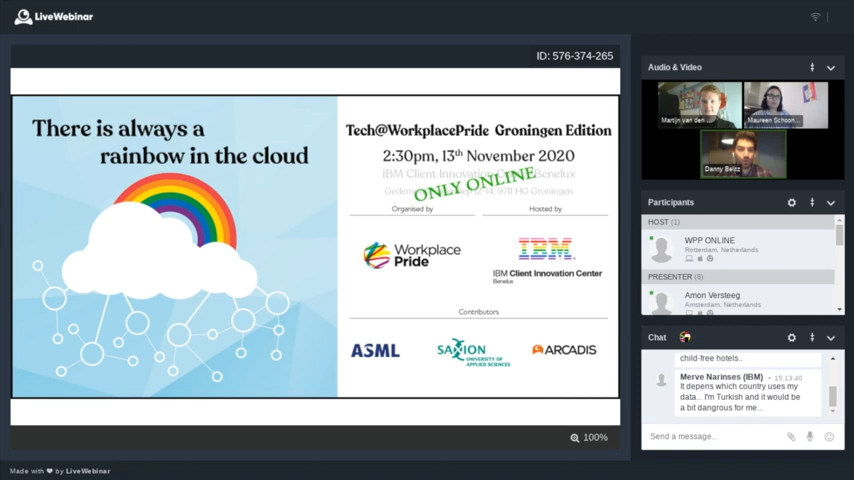 LiveWebinar
ID: 576-374-265
There is always a
rainbow in the cloud
Tech@WorkplacePride Groningen Edition
2:30pm, 13th November 2020
IBM Client Innovation Center Benelux
ONLY ONLINE
9711 HG Groningen
Organised by
Hosted by
Workplace
Pride
IBM
IBM Client Innovation Center
Benelux
Contributors
ASML
SAXION
UNIVERSITY OF
APPLIED SCIENCES
ARCADIS
100%
Audio & Video
Martijn van den ...
Maureen Schoon...
Danny Beloz
Participants
HOST (1)
WPP ONLINE
Rotterdam, Netherlands
PRESENTER (8)
Amon Versteeg
Amsterdam, Netherlands
Chat
child-free hotels..
Merve Narinses (IBM) • 15:13:40
It depens which country uses my
data... I'm Turkish and it would be
a bit dangrous for me...
Send a message...
Made with ❤ by LiveWebinar